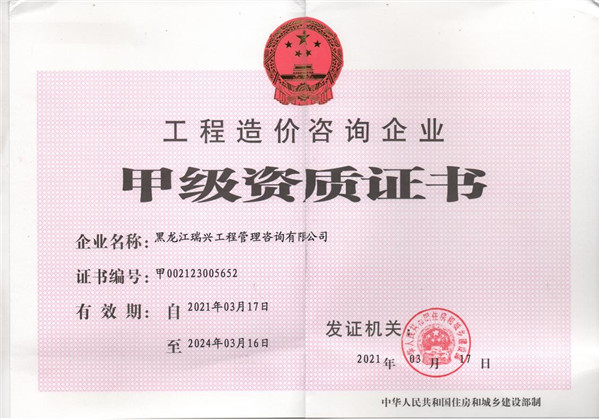 工程造价咨询企业
甲级资质证书
企业名称：黑龙江瑞兴工程管理咨询有限公司
证书编号：甲002123005652
有效期：自 2021年03月17日
至 2024年03月16日
发证机关：
2021 年 03 月 17 日
中华人民共和国住房和城乡建设部制